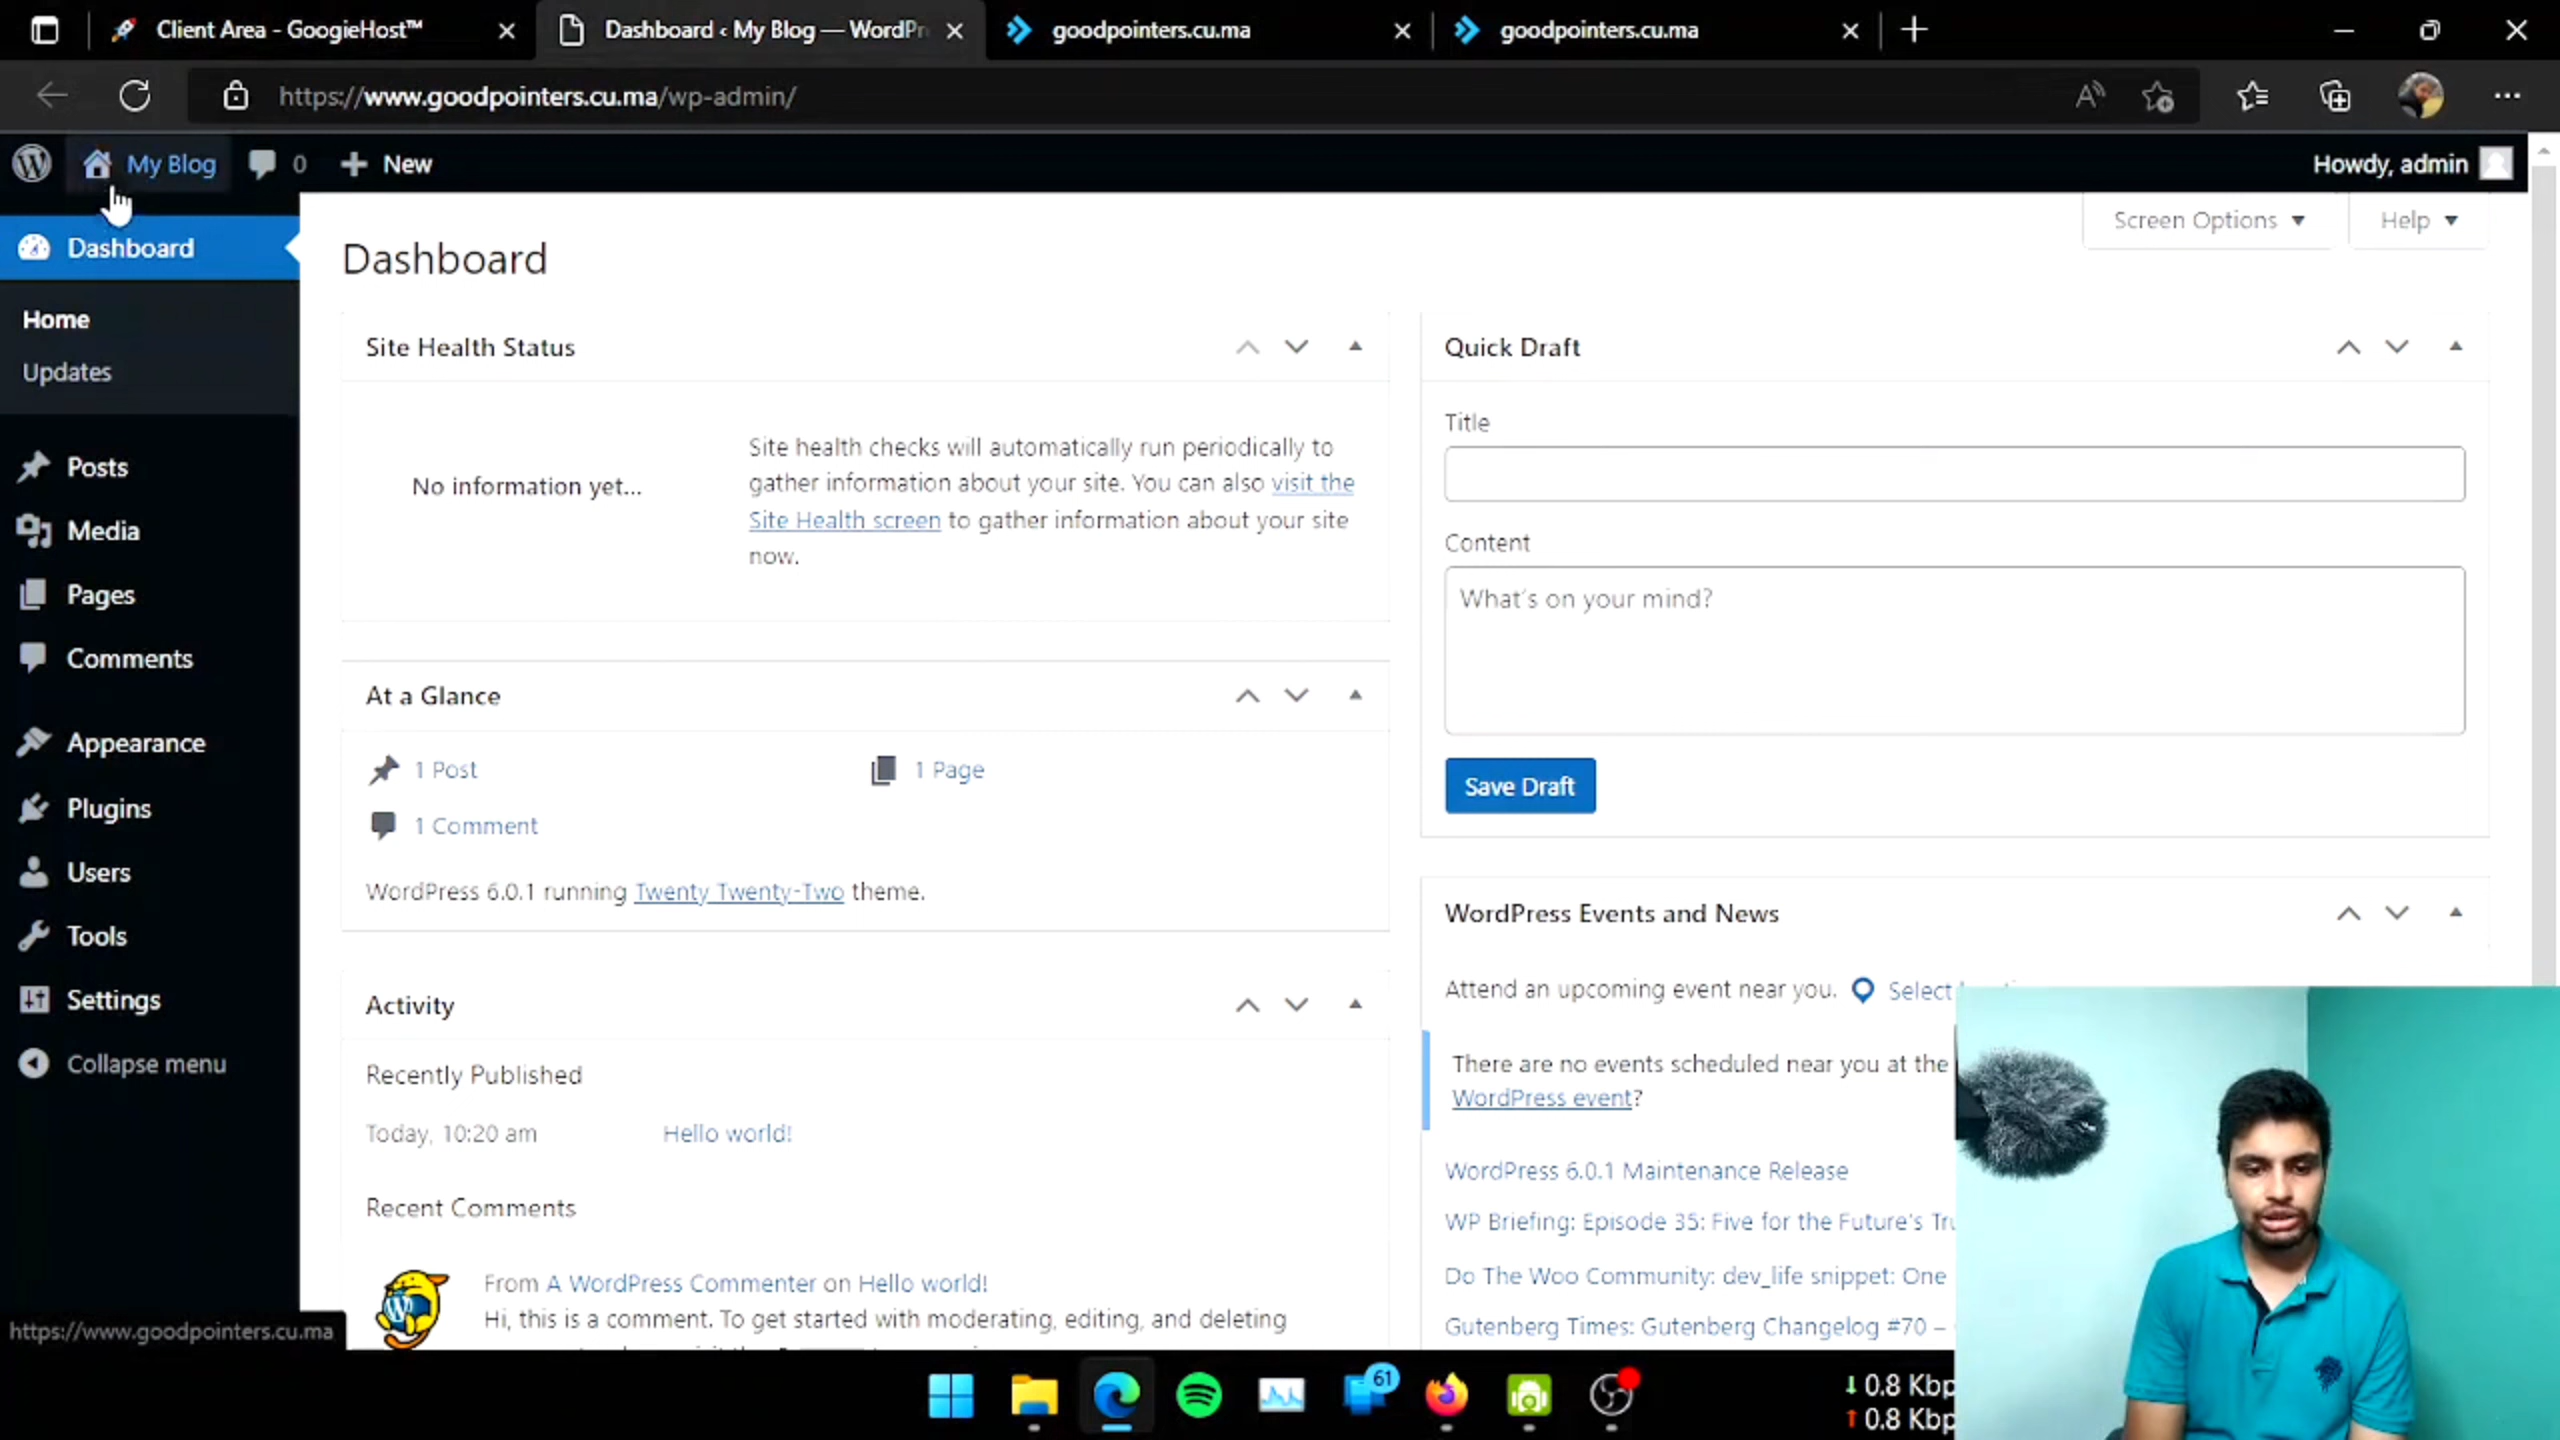 Client Area - GoogieHost™
Dashboard ‹ My Blog — WordPr
goodpointers.cu.ma
goodpointers.cu.ma
https://www.goodpointers.cu.ma/wp-admin/
My Blog
0
New
Howdy, admin
Dashboard
Home
Updates
Posts
Media
Pages
Comments
Appearance
Plugins
Users
Tools
Settings
Collapse menu
https://www.goodpointers.cu.ma
Screen Options
Help
Dashboard
Site Health Status
No information yet...
Site health checks will automatically run periodically to
gather information about your site. You can also visit the
Site Health screen to gather information about your site
now.
At a Glance
1 Post
1 Page
1 Comment
WordPress 6.0.1 running Twenty Twenty-Two theme.
Activity
Recently Published
Today, 10:20 am
Hello world!
Recent Comments
From A WordPress Commenter on Hello world!
Hi, this is a comment. To get started with moderating, editing, and deleting
Quick Draft
Title
Content
What's on your mind?
Save Draft
WordPress Events and News
Attend an upcoming event near you.
Select
There are no events scheduled near you at the
WordPress event?
WordPress 6.0.1 Maintenance Release
WP Briefing: Episode 35: Five for the Future's Tru
Do The Woo Community: dev_life snippet: One
Gutenberg Times: Gutenberg Changelog #70 –
61
0.8 Kbp
0.8 Kbp